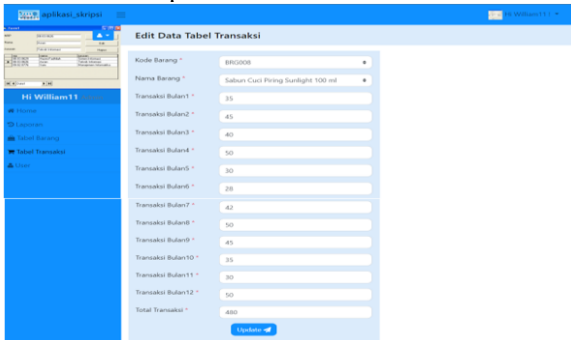 aplikasi_skripsi
Hi William11
Edit Data Tabel Transaksi
Hi William11
Home
Laporan
Tabel Barang
Tabel Transaksi
User
Kode Barang * BRG008
Nama Barang * Sabun Cuci Piring Sunlight 100 ml
Transaksi Bulan1 * 35
Transaksi Bulan2 * 45
Transaksi Bulan3 * 40
Transaksi Bulan4 * 50
Transaksi Bulan5 * 30
Transaksi Bulan6 * 28
Transaksi Bulan7 * 42
Transaksi Bulan8 * 50
Transaksi Bulan9 * 45
Transaksi Bulan10 * 35
Transaksi Bulan11 * 30
Transaksi Bulan12 * 50
Total Transaksi * 480
Update